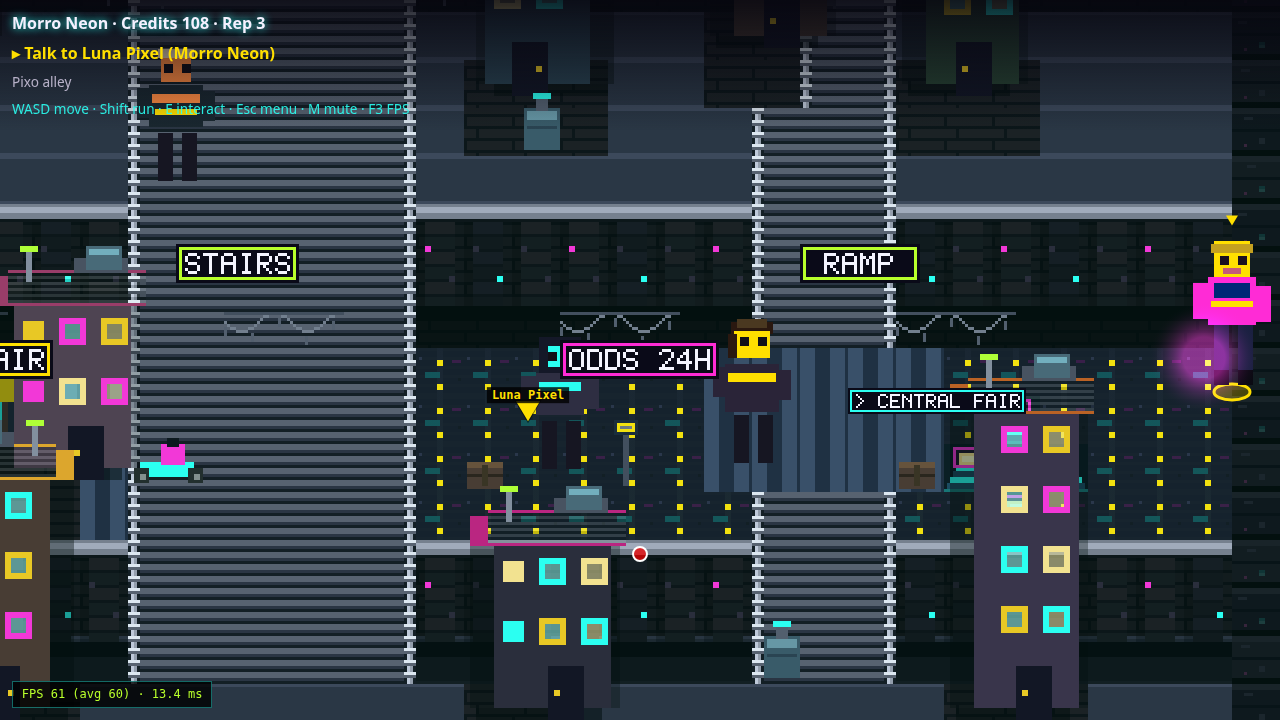 Morro Neon · Credits 108 · Rep 3
▸ Talk to Luna Pixel (Morro Neon)
Pixo alley
WASD move · Shift run · E interact · Esc menu · M mute · F3 FPS
STAIRS
RAMP
AIR
ODDS 24H
Luna Pixel
> CENTRAL FAIR
FPS 61 (avg 60) · 13.4 ms